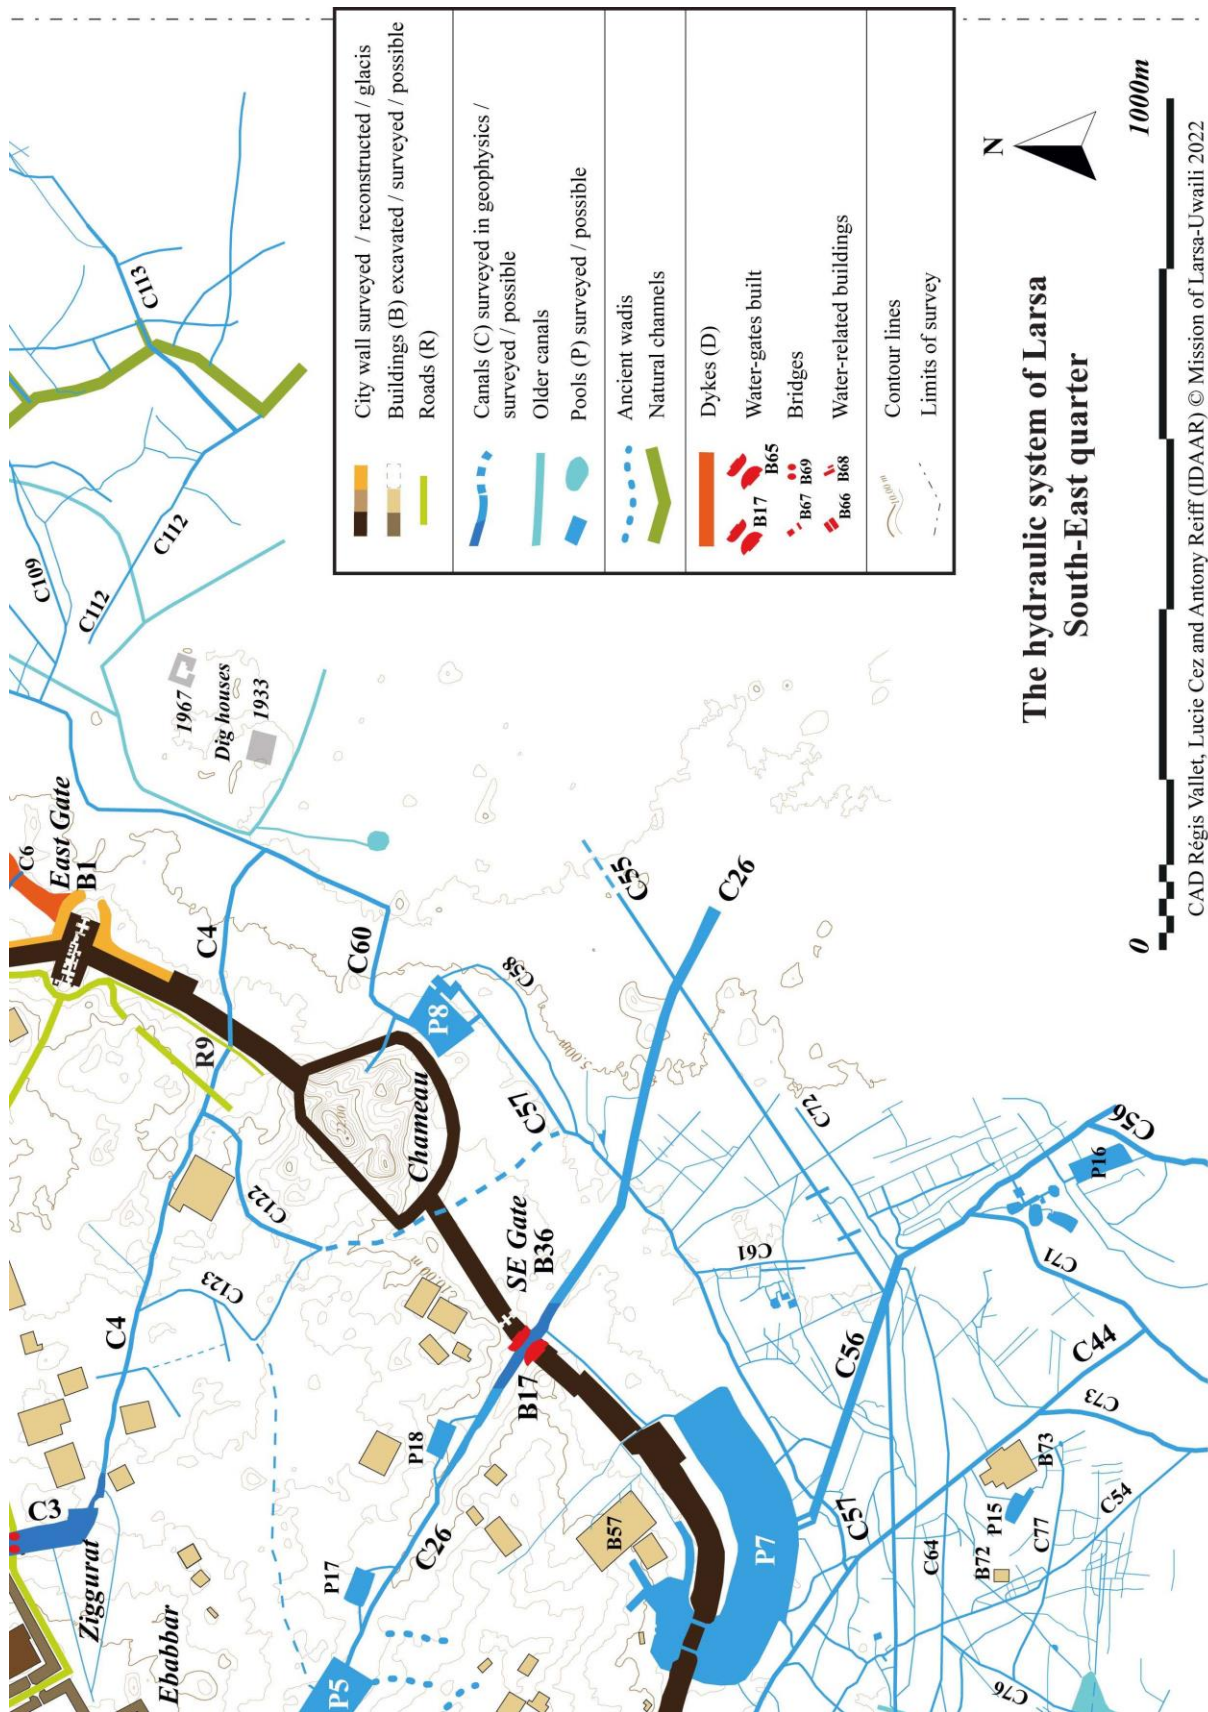 City wall surveyed / reconstructed / glacis
Buildings (B) excavated / surveyed / possible
Roads (R)
Canals (C) surveyed in geophysics /
surveyed / possible
Older canals
Pools (P) surveyed / possible
Ancient wadis
Natural channels
Dykes (D)
B17
B65
Water-gates built
B67
B69
Bridges
B66
B68
Water-related buildings
10.00 m
Contour lines
Limits of survey
N
The hydraulic system of Larsa
South-East quarter
0
1000m
CAD Régis Vallet, Lucie Cez and Antony Reiff (IDAAR) © Mission of Larsa-Uwaili 2022
C113
C109
C112
C112
1967
Dig houses
1933
C6
East Gate
B1
C4
R9
C60
P8
C58
Chameau
22.00
C57
5.00m
C55
C26
C72
C122
C123
C4
SE Gate
B36
B17
C61
C56
P16
C71
C56
C44
C73
C3
Ziggurat
Ebabbar
P18
C26
P17
P5
B57
P7
C57
C64
B73
P15
B72
C77
C54
C76